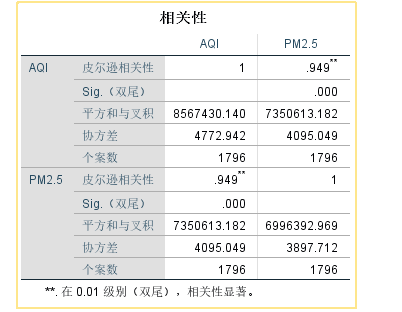 相关性
AQI PM2.5
AQI 皮尔逊相关性 1 .949**
Sig.（双尾） .000
平方和与叉积 8567430.140 7350613.182
协方差 4772.942 4095.049
个案数 1796 1796
PM2.5 皮尔逊相关性 .949** 1
Sig.（双尾） .000
平方和与叉积 7350613.182 6996392.969
协方差 4095.049 3897.712
个案数 1796 1796
**. 在 0.01 级别（双尾），相关性显著。